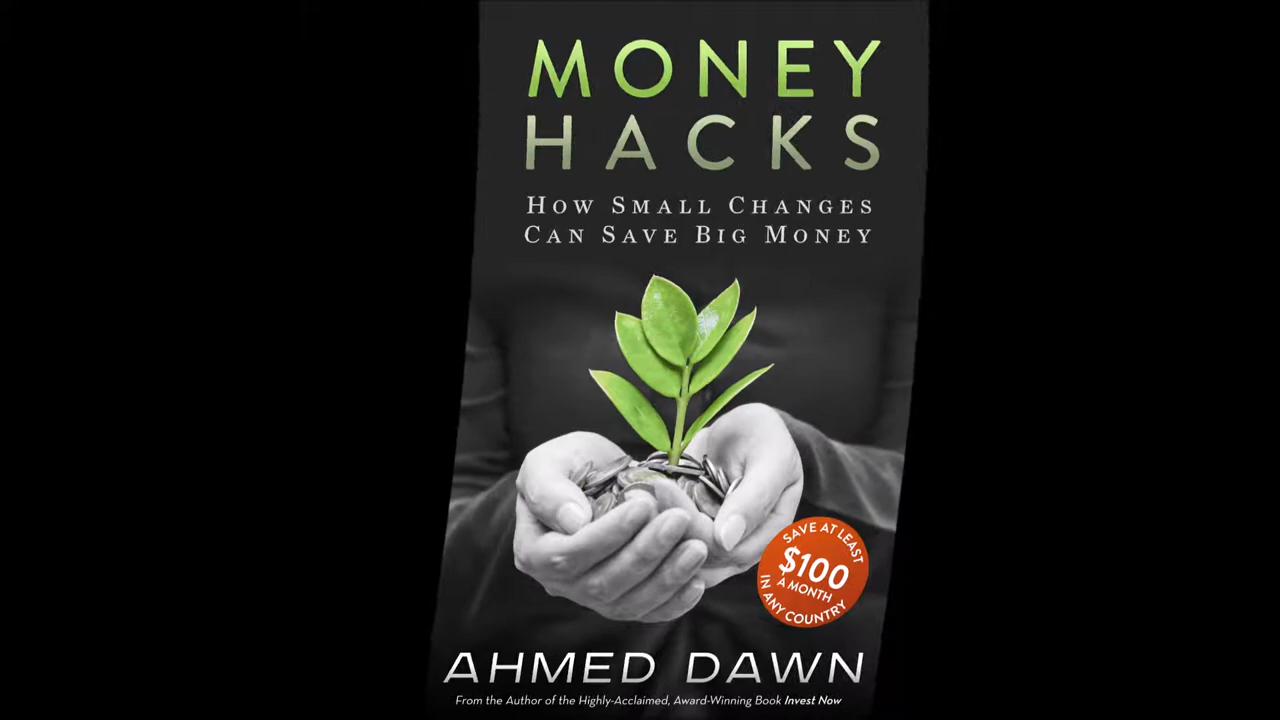 MONEY
HACKS
HOW SMALL CHANGES
CAN SAVE BIG MONEY
SAVE AT LEAST
$100
A MONTH
IN ANY COUNTRY
AHMED DAWN
From the Author of the Highly-Acclaimed, Award-Winning Book Invest Now